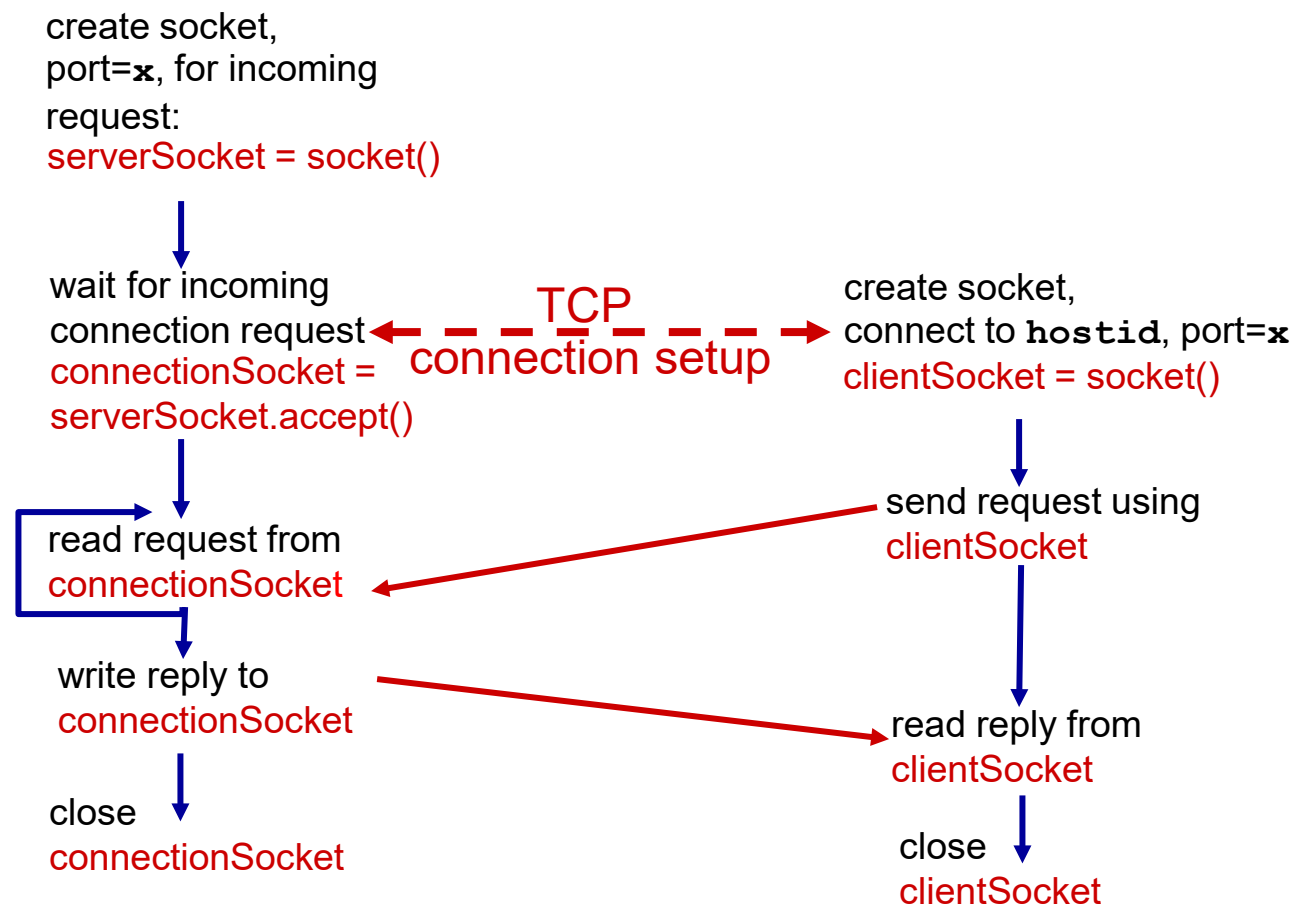 create socket,
port=x, for incoming
request:
serverSocket = socket()
wait for incoming
connection request
connectionSocket =
serverSocket.accept()
TCP
connection setup
create socket,
connect to hostid, port=x
clientSocket = socket()
read request from
connectionSocket
send request using
clientSocket
write reply to
connectionSocket
read reply from
clientSocket
close
connectionSocket
close
clientSocket